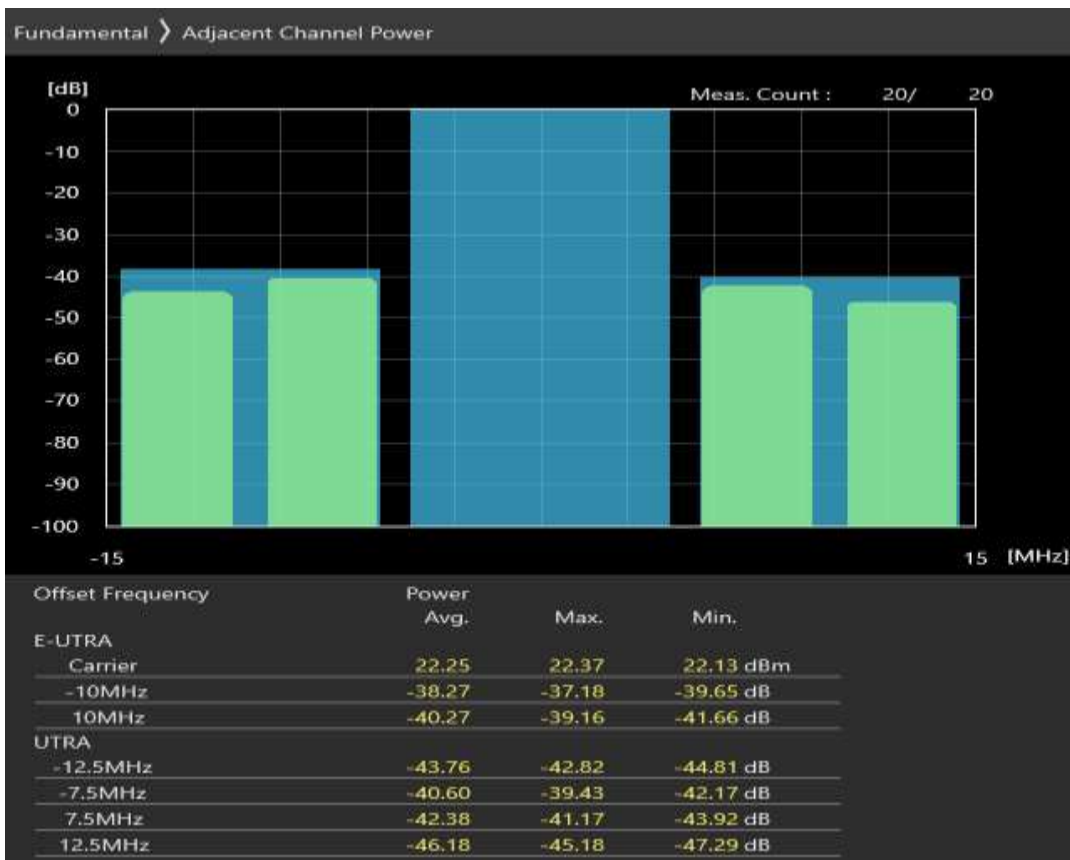 Fundamental ❯ Adjacent Channel Power
[dB]
Meas. Count : 20/ 20
0
-10
-20
-30
-40
-50
-60
-70
-80
-90
-100
-15 15 [MHz]
Offset Frequency Power
Avg. Max. Min.
E-UTRA
Carrier 22.25 22.37 22.13 dBm
-10MHz -38.27 -37.18 -39.65 dB
10MHz -40.27 -39.16 -41.66 dB
UTRA
-12.5MHz -43.76 -42.82 -44.81 dB
-7.5MHz -40.60 -39.43 -42.17 dB
7.5MHz -42.38 -41.17 -43.92 dB
12.5MHz -46.18 -45.18 -47.29 dB